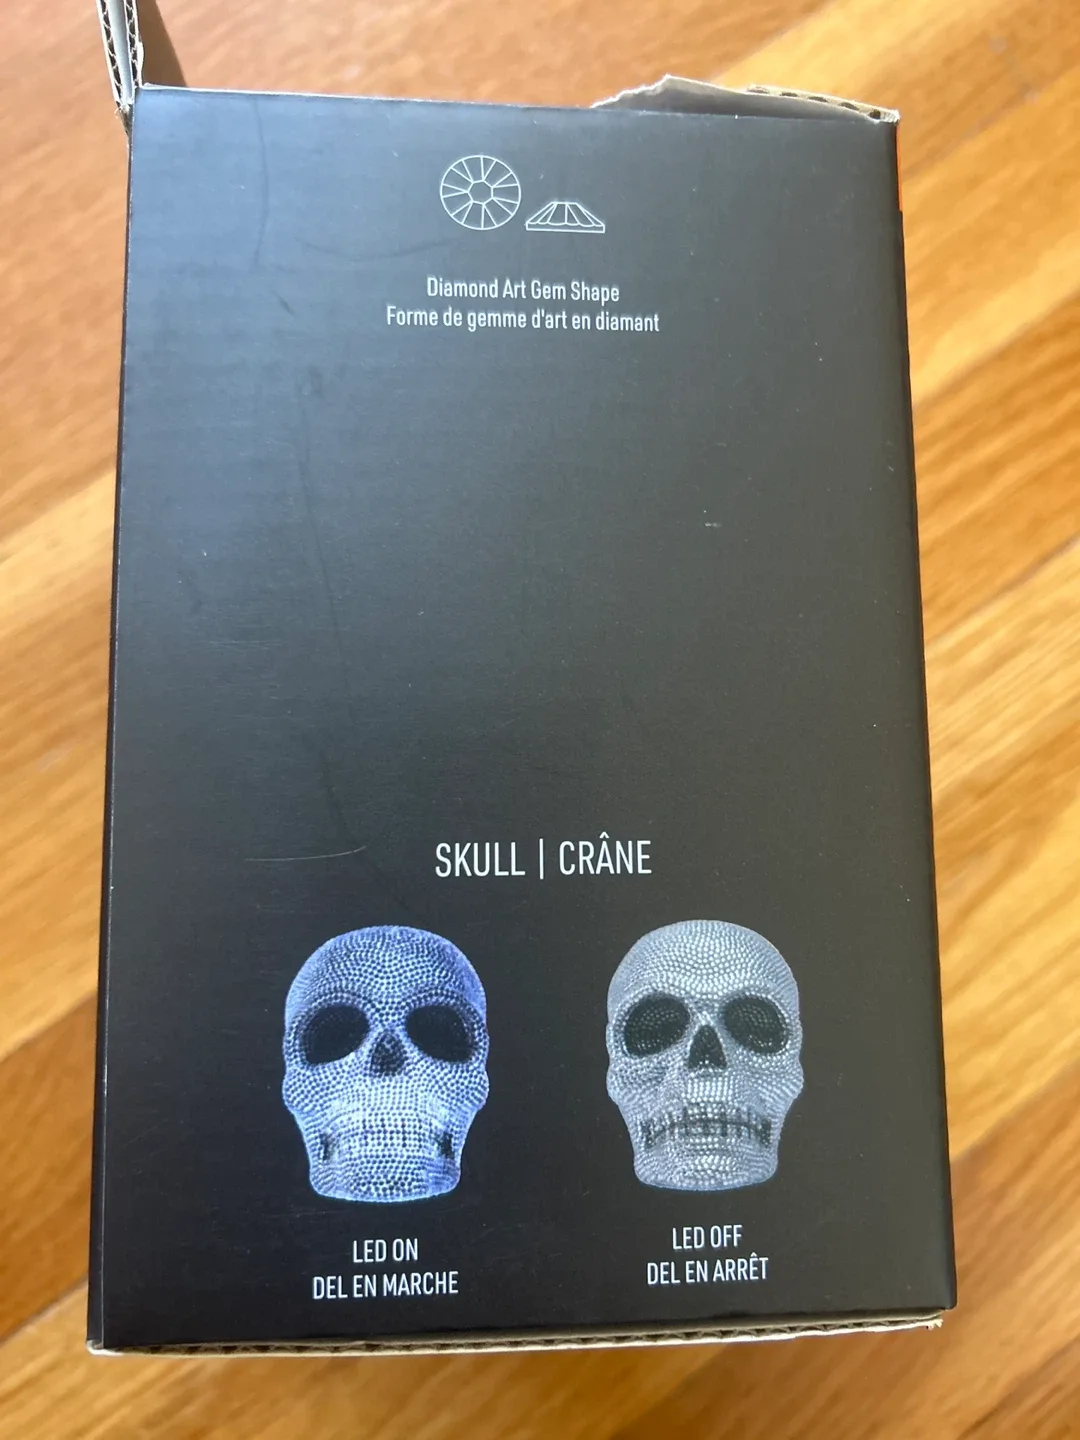 Diamond Art Gem Shape
Forme de gemme d'art en diamant
SKULL | CRÂNE
LED ON
DEL EN MARCHE
LED OFF
DEL EN ARRÊT